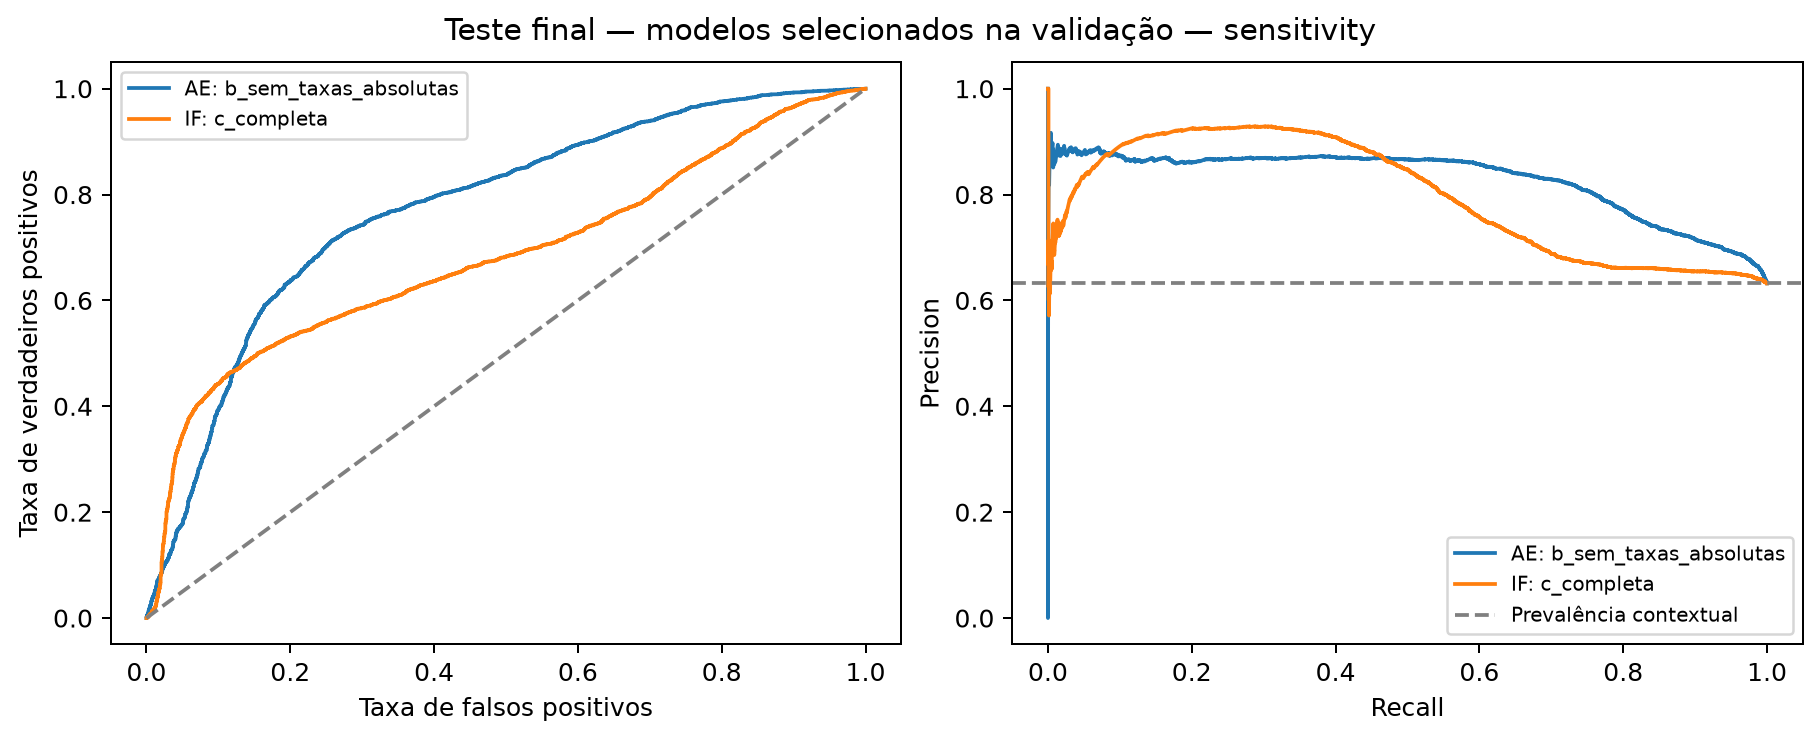 Teste final — modelos selecionados na validação — sensitivity
AE: b_sem_taxas_absolutas
IF: c_completa
Taxa de verdadeiros positivos
1.0
0.8
0.6
0.4
0.2
0.0
0.0 0.2 0.4 0.6 0.8 1.0
Taxa de falsos positivos
Precision
1.0
0.8
0.6
0.4
0.2
0.0
AE: b_sem_taxas_absolutas
IF: c_completa
Prevalência contextual
0.0 0.2 0.4 0.6 0.8 1.0
Recall